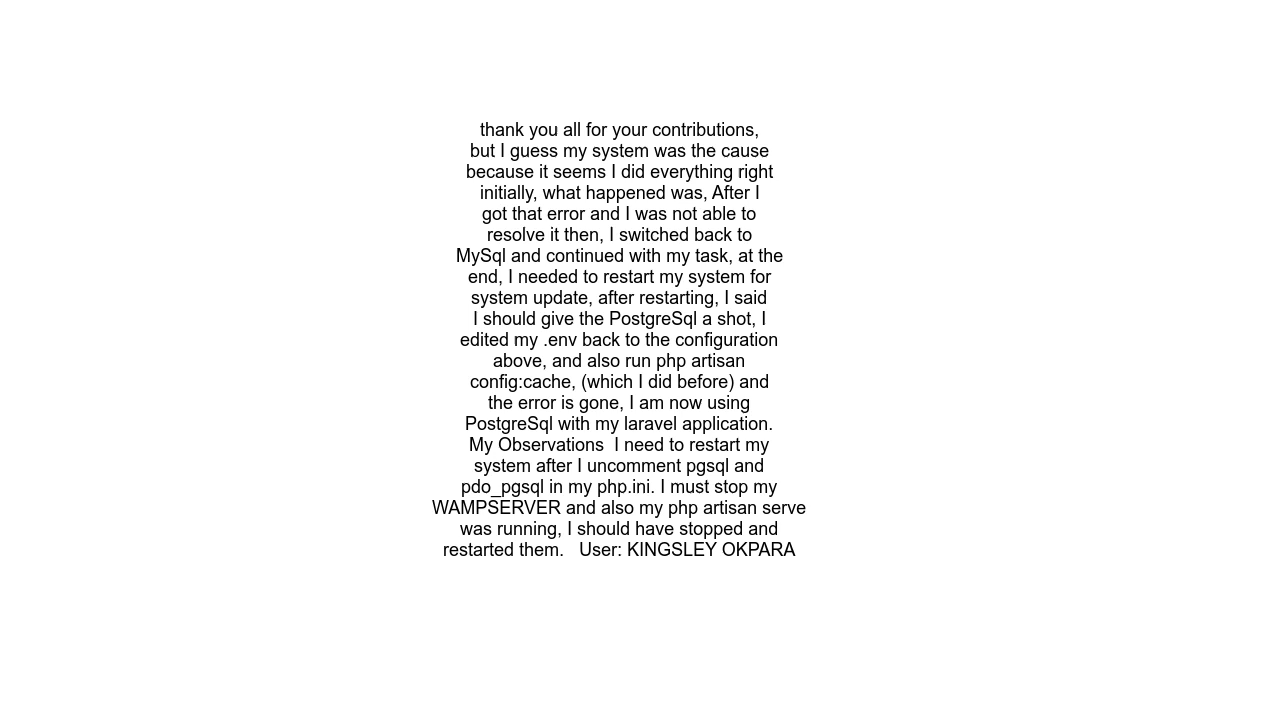 thank you all for your contributions,
but I guess my system was the cause
because it seems I did everything right
initially, what happened was, After I
got that error and I was not able to
resolve it then, I switched back to
MySql and continued with my task, at the
end, I needed to restart my system for
system update, after restarting, I said
I should give the PostgreSql a shot, I
edited my .env back to the configuration
above, and also run php artisan
config:cache, (which I did before) and
the error is gone, I am now using
PostgreSql with my laravel application.
My Observations  I need to restart my
system after I uncomment pgsql and
pdo_pgsql in my php.ini. I must stop my
WAMPSERVER and also my php artisan serve
was running, I should have stopped and
restarted them.   User: KINGSLEY OKPARA